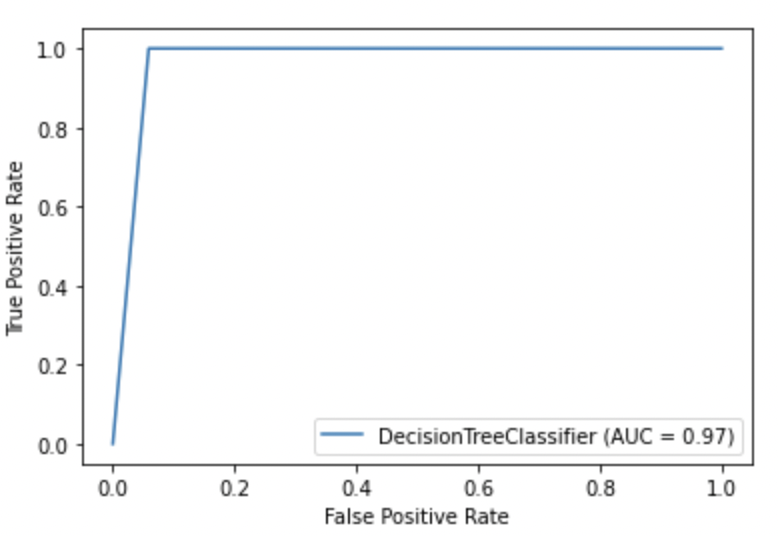 1.0
0.8
0.6
0.4
0.2
0.0
True Positive Rate
DecisionTreeClassifier (AUC = 0.97)
0.0 0.2 0.4 0.6 0.8 1.0
False Positive Rate